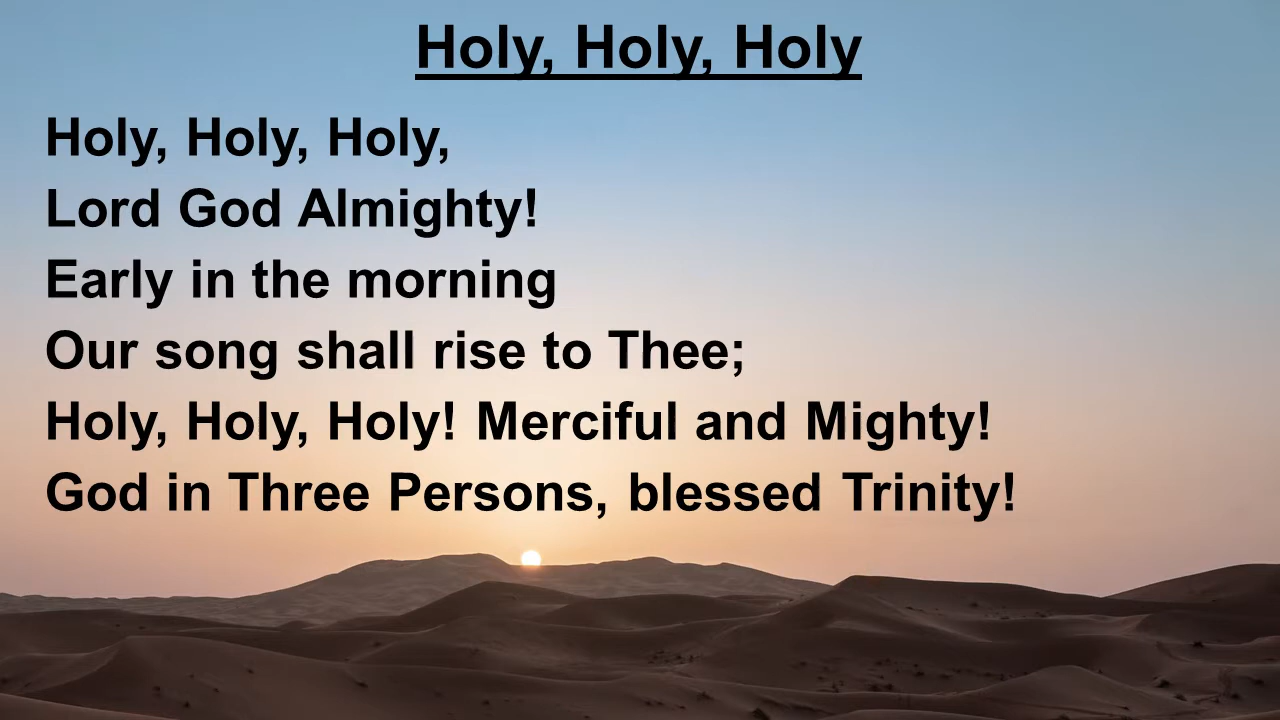 Holy, Holy, Holy
Holy, Holy, Holy,
Lord God Almighty!
Early in the morning
Our song shall rise to Thee;
Holy, Holy, Holy! Merciful and Mighty!
God in Three Persons, blessed Trinity!